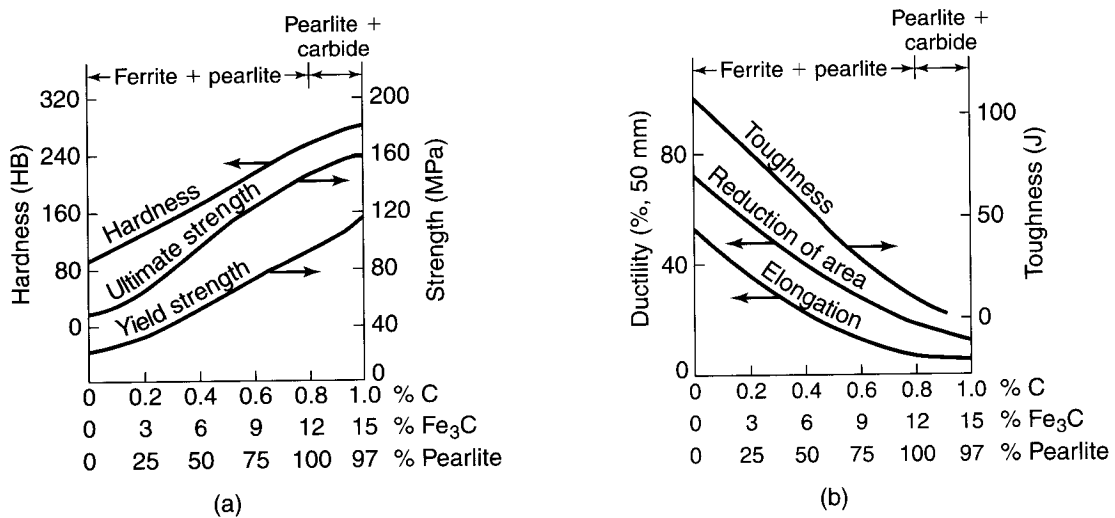 Pearlite +
carbide
Ferrite + pearlite
320
240
160
80
0
Hardness (HB)
Hardness
Ultimate strength
Yield strength
200
160
120
80
40
0
Strength (MPa)
0 0.2 0.4 0.6 0.8 1.0 % C
0 3 6 9 12 15 % Fe₃C
0 25 50 75 100 97 % Pearlite
(a)
Pearlite +
carbide
Ferrite + pearlite
80
40
0
Ductility (%, 50 mm)
Toughness
Reduction of area
Elongation
100
50
0
Toughness (J)
0 0.2 0.4 0.6 0.8 1.0 % C
0 3 6 9 12 15 % Fe₃C
0 25 50 75 100 97 % Pearlite
(b)